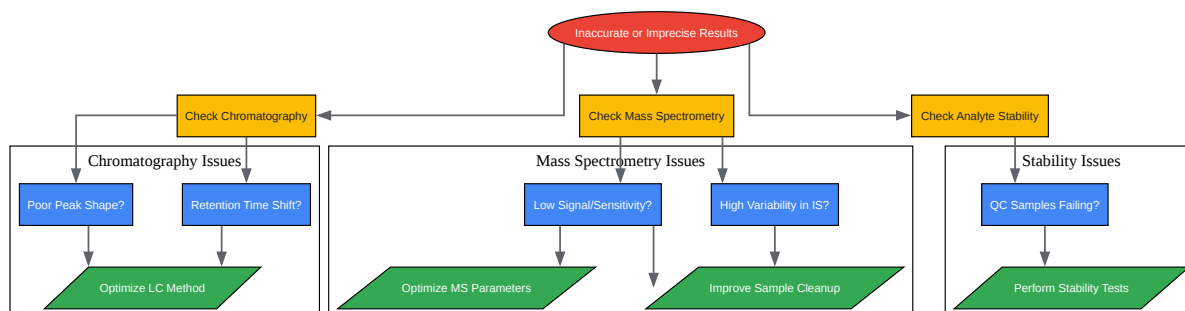 Inaccurate or Imprecise Results
Check Chromatography
Check Mass Spectrometry
Check Analyte Stability
Chromatography Issues
Mass Spectrometry Issues
Stability Issues
Poor Peak Shape?
Retention Time Shift?
Low Signal/Sensitivity?
High Variability in IS?
QC Samples Failing?
Optimize LC Method
Optimize MS Parameters
Improve Sample Cleanup
Perform Stability Tests